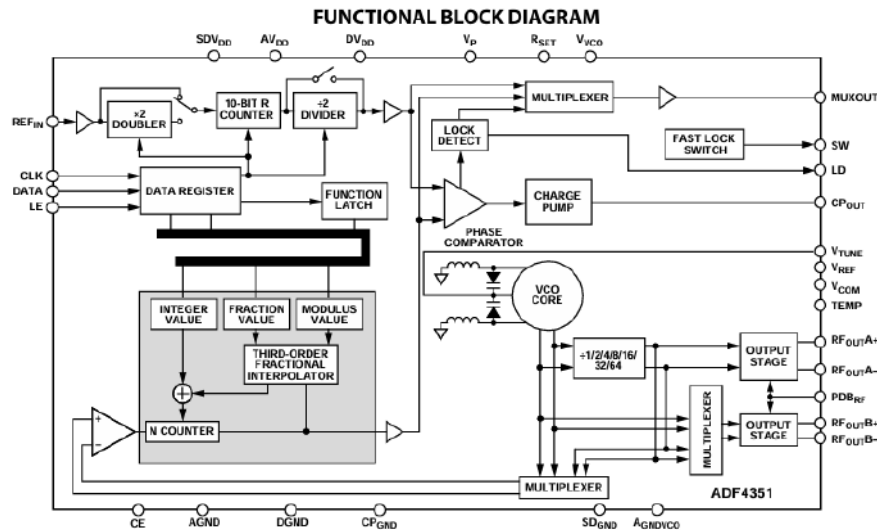 FUNCTIONAL BLOCK DIAGRAM
SDVDD
AVDD
DVDD
VP
RSET
VVCO
REFIN
×2
DOUBLER
10-BIT R
COUNTER
÷2
DIVIDER
MULTIPLEXER
MUXOUT
LOCK
DETECT
FAST LOCK
SWITCH
SW
LD
CLK
DATA
LE
DATA REGISTER
FUNCTION
LATCH
CHARGE
PUMP
CPOUT
PHASE
COMPARATOR
VTUNE
VREF
VCOM
TEMP
VCO
CORE
INTEGER
VALUE
FRACTION
VALUE
MODULUS
VALUE
THIRD-ORDER
FRACTIONAL
INTERPOLATOR
+
÷1/2/4/8/16/
32/64
OUTPUT
STAGE
RFOUTA+
RFOUTA–
PDBRF
MULTIPLEXER
OUTPUT
STAGE
RFOUTB+
RFOUTB–
+
–
N COUNTER
MULTIPLEXER
ADF4351
CE
AGND
DGND
CPGND
SDGND
AGNDVCO